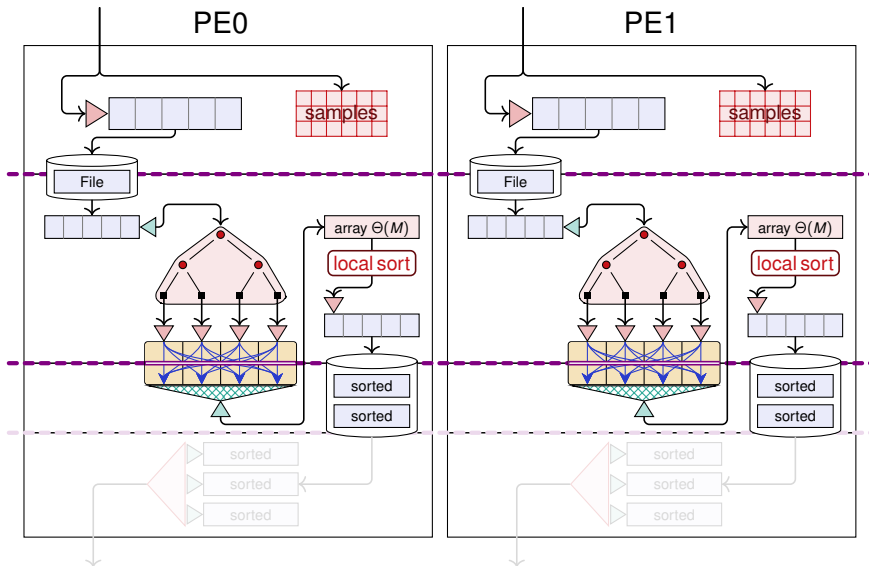 PE0
PE1
samples
samples
File
File
array Θ(M)
array Θ(M)
local sort
local sort
sorted
sorted
sorted
sorted
sorted
sorted
sorted
sorted
sorted
sorted